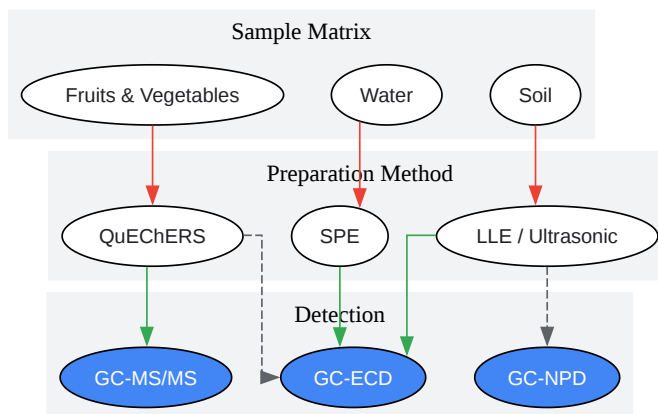 Sample Matrix
Fruits & Vegetables
Water
Soil
Preparation Method
QuEChERS
SPE
LLE / Ultrasonic
Detection
GC-MS/MS
GC-ECD
GC-NPD